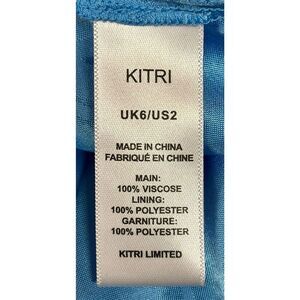 KITRI
UK6/US2
MADE IN CHINA
FABRIQUÉ EN CHINE
MAIN:
100% VISCOSE
LINING:
100% POLYESTER
GARNITURE:
100% POLYESTER
KITRI LIMITED